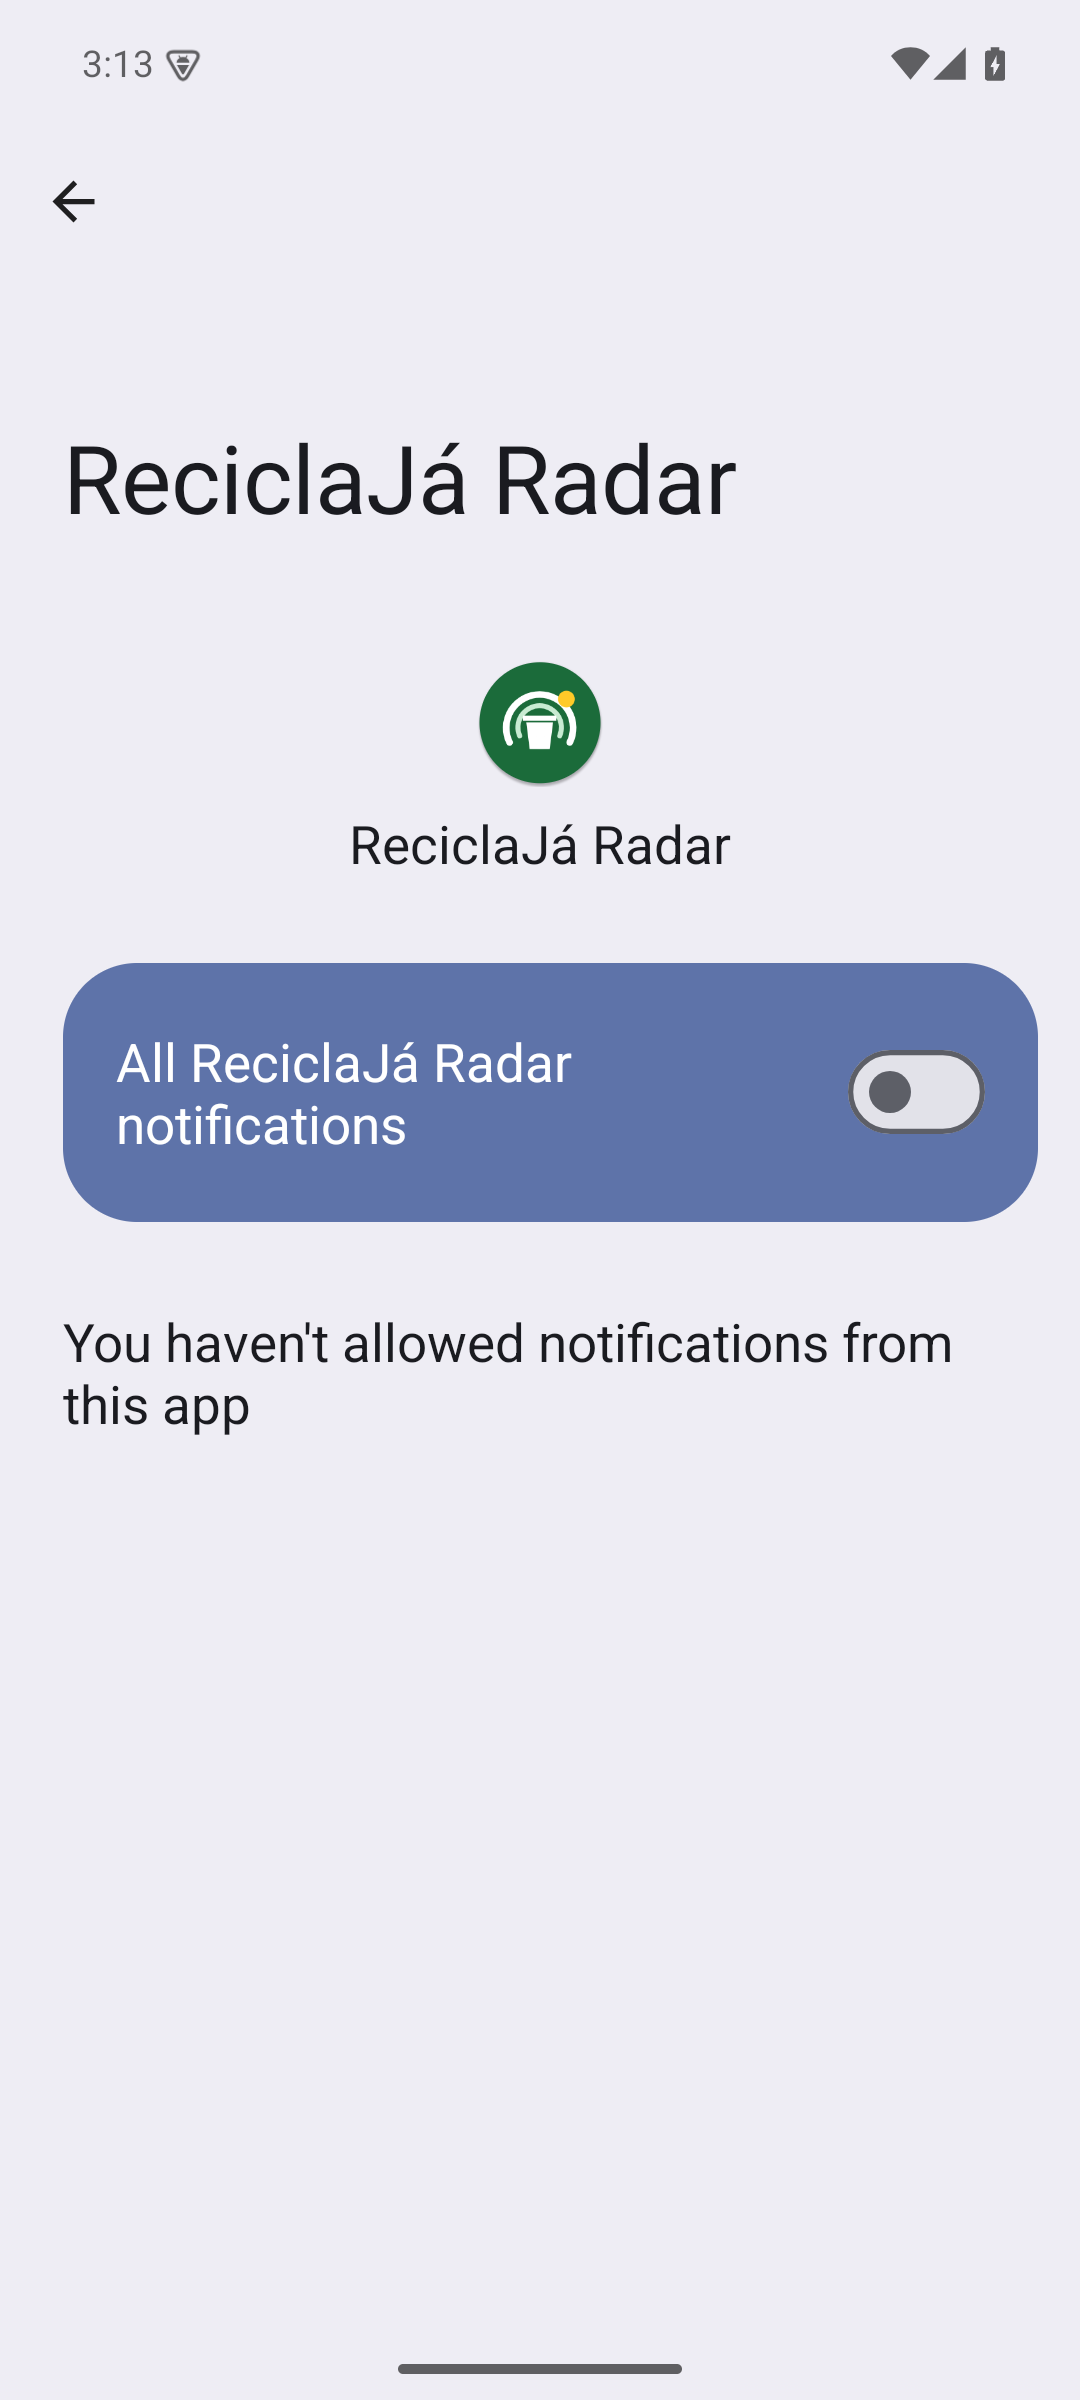 3:13
ReciclaJá Radar
ReciclaJá Radar
All ReciclaJá Radar
notifications
You haven't allowed notifications from
this app